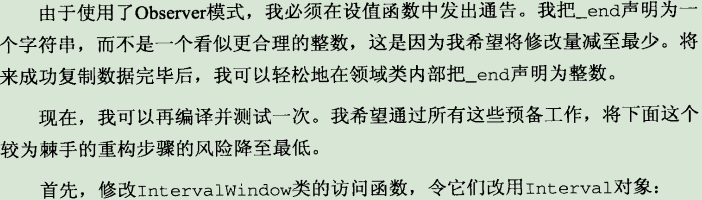 由于使用了Observer模式，我必须在设值函数中发出通告。我把_end声明为一
个字符串，而不是一个看似更合理的整数，这是因为我希望将修改量减至最少。将
来成功复制数据完毕后，我可以轻松地在领域类内部把_end声明为整数。
现在，我可以再编译并测试一次。我希望通过所有这些预备工作，将下面这个
较为棘手的重构步骤的风险降至最低。
首先，修改IntervalWindow类的访问函数，令它们改用Interval对象：